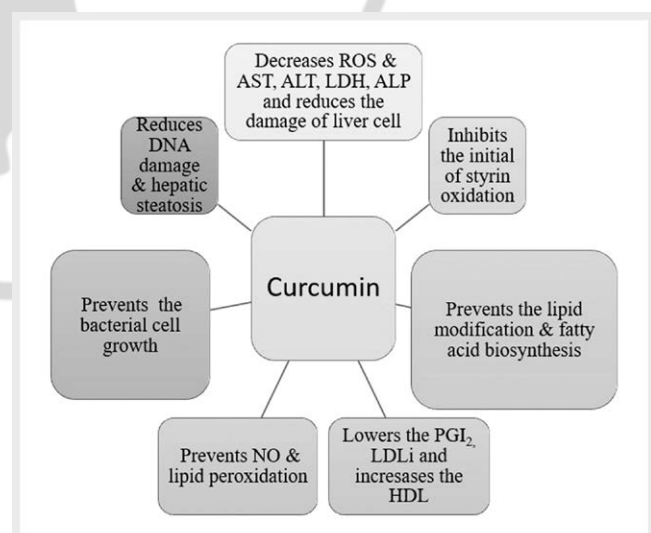 Decreases ROS &
AST, ALT, LDH, ALP
and reduces the
damage of liver cell
Reduces
DNA
damage
& hepatic
steatosis
Inhibits
the initial
of styrin
oxidation
Curcumin
Prevents the
bacterial cell
growth
Prevents the lipid
modification & fatty
acid biosynthesis
Prevents NO &
lipid peroxidation
Lowers the PGI₂,
LDLi and
incresases the
HDL